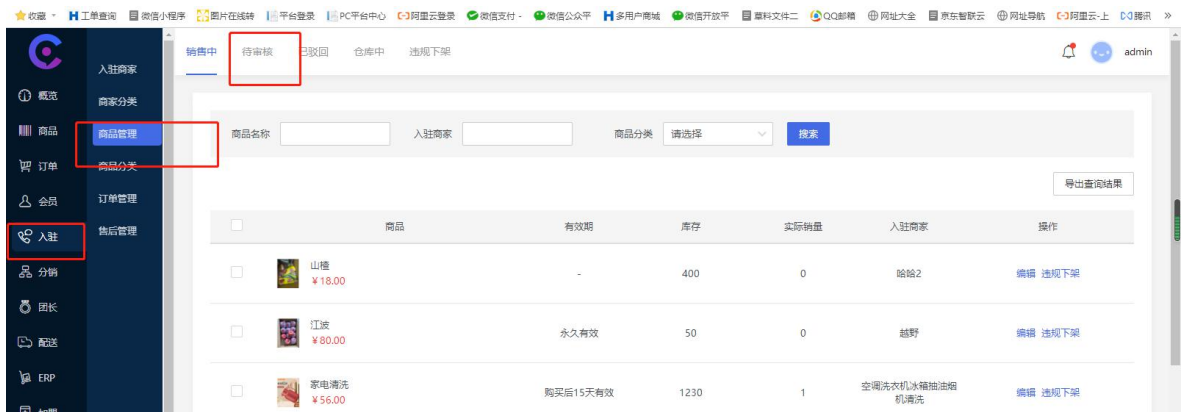 收藏 工单查询 微信小程序 图片在线转 平台登录 PC平台中心 阿里云登录 微信支付 - 微信公众平 多用户商城 微信开放平 草料文件二 QQ邮箱 网址大全 京东智联云 网址导航 阿里云-上 腾讯 »
销售中 待审核 已驳回 仓库中 违规下架 admin
入驻商家
概览 商家分类
商品 商品管理 商品名称 入驻商家 商品分类 请选择 搜索
订单 商品分类
导出查询结果
会员 订单管理
入驻 售后管理
商品 有效期 库存 实际销量 入驻商家 操作
分销
山楂 - 400 0 哈哈2 编辑 违规下架
¥18.00
团长
江波 永久有效 50 0 越野 编辑 违规下架
¥80.00
配送
ERP
家电清洗 购买后15天有效 1230 1 空调洗衣机冰箱抽油烟机清洗 编辑 违规下架
¥56.00